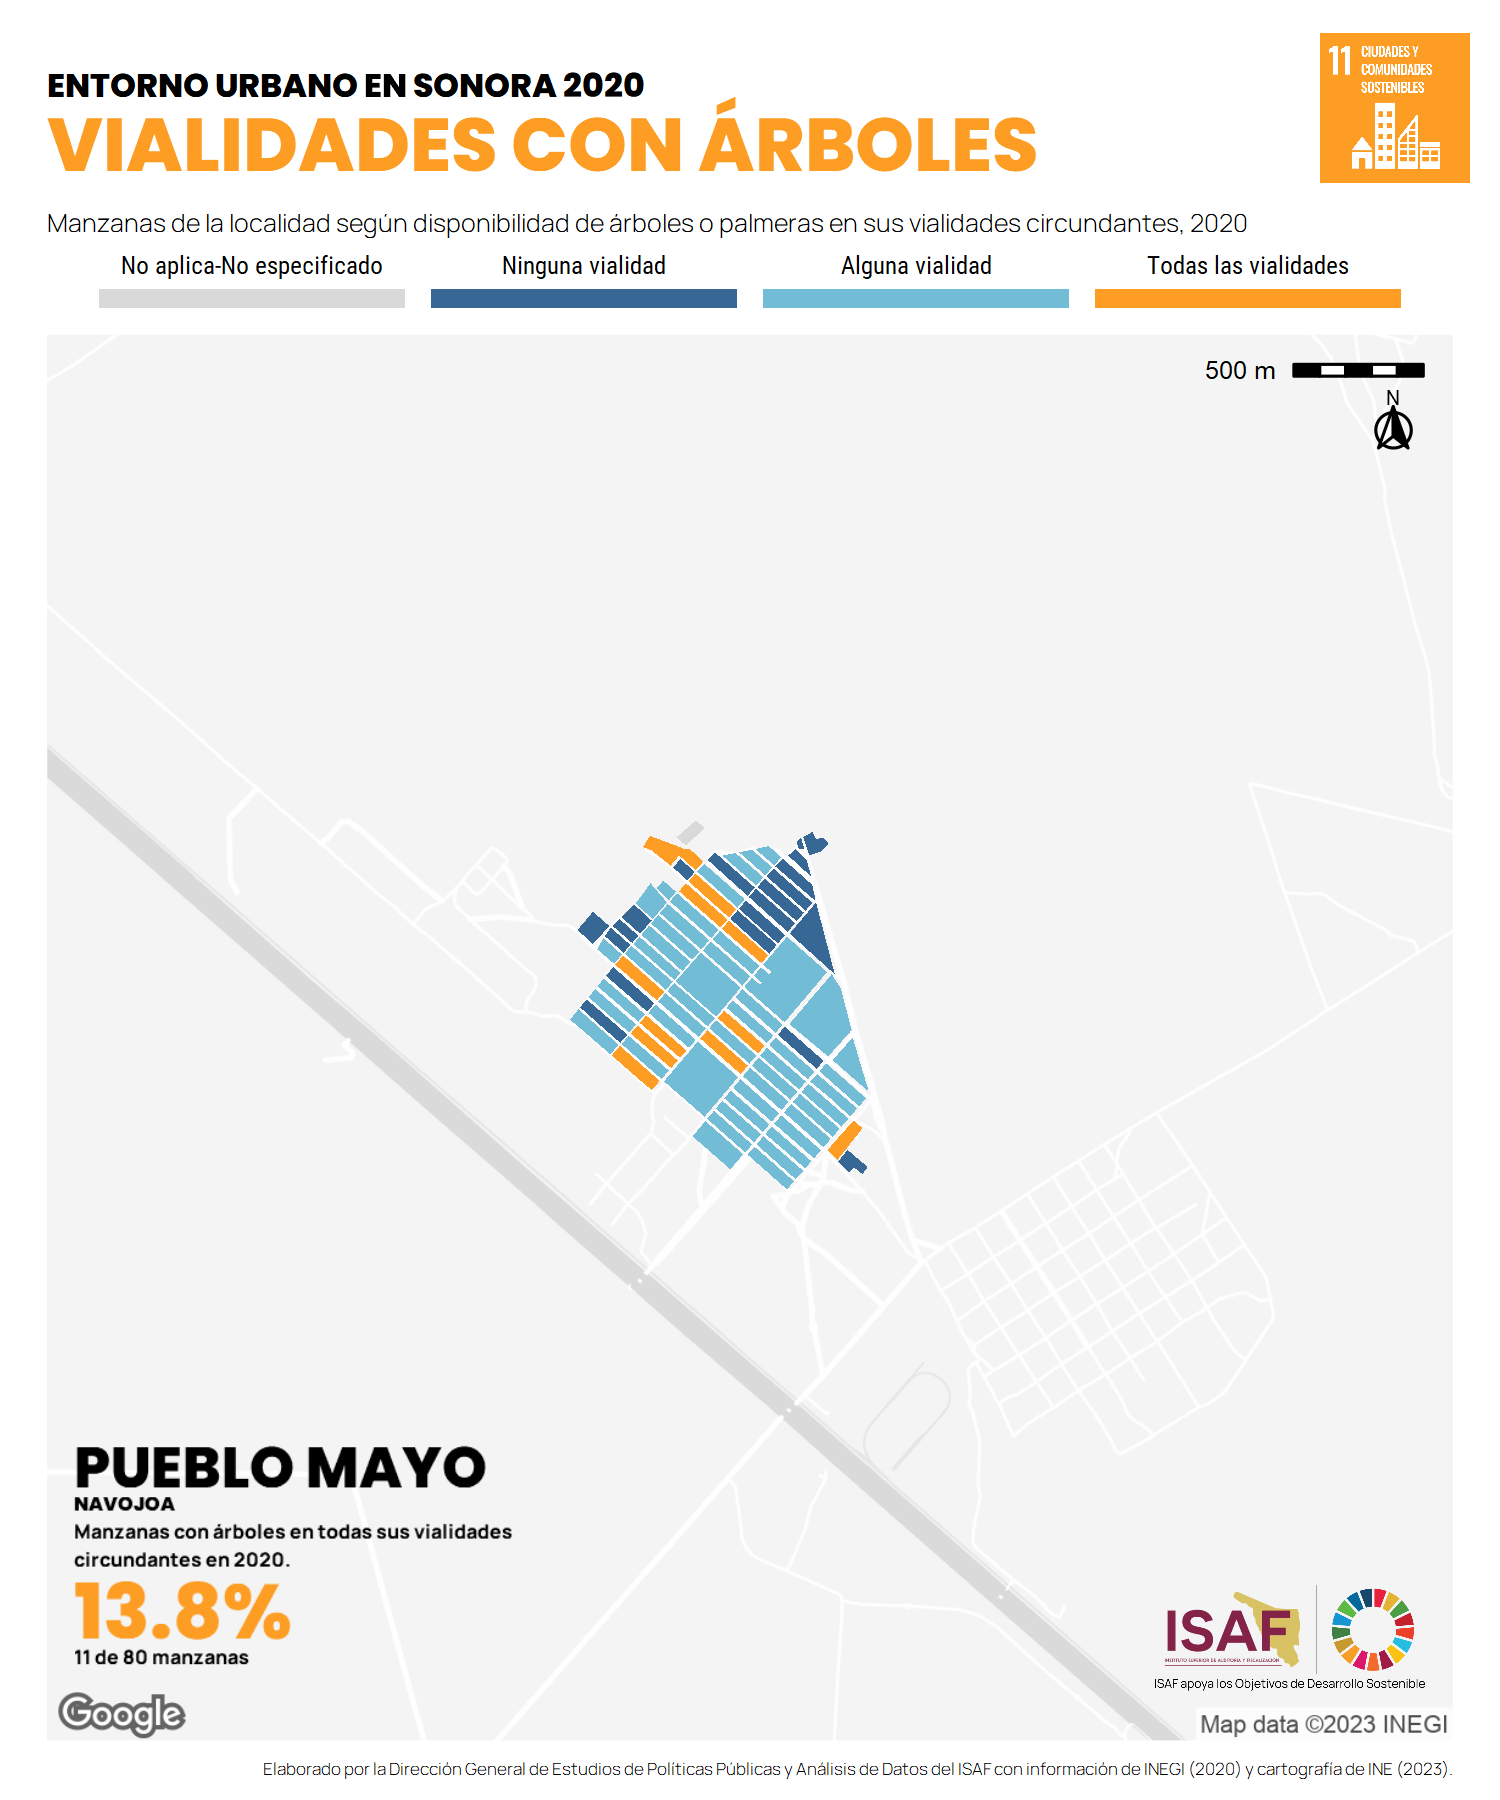 ENTORNO URBANO EN SONORA 2020
VIALIDADES CON ÁRBOLES
11 CIUDADES Y
COMUNIDADES
SOSTENIBLES
Manzanas de la localidad según disponibilidad de árboles o palmeras en sus vialidades circundantes, 2020
No aplica-No especificado
Ninguna vialidad
Alguna vialidad
Todas las vialidades
500 m
N
PUEBLO MAYO
NAVOJOA
Manzanas con árboles en todas sus vialidades
circundantes en 2020.
13.8%
11 de 80 manzanas
Google
ISAF
INSTITUTO SUPERIOR DE AUDITORÍA Y FISCALIZACIÓN
ISAF apoya los Objetivos de Desarrollo Sostenible
Map data ©2023 INEGI
Elaborado por la Dirección General de Estudios de Políticas Públicas y Análisis de Datos del ISAF con información de INEGI (2020) y cartografía de INE (2023).